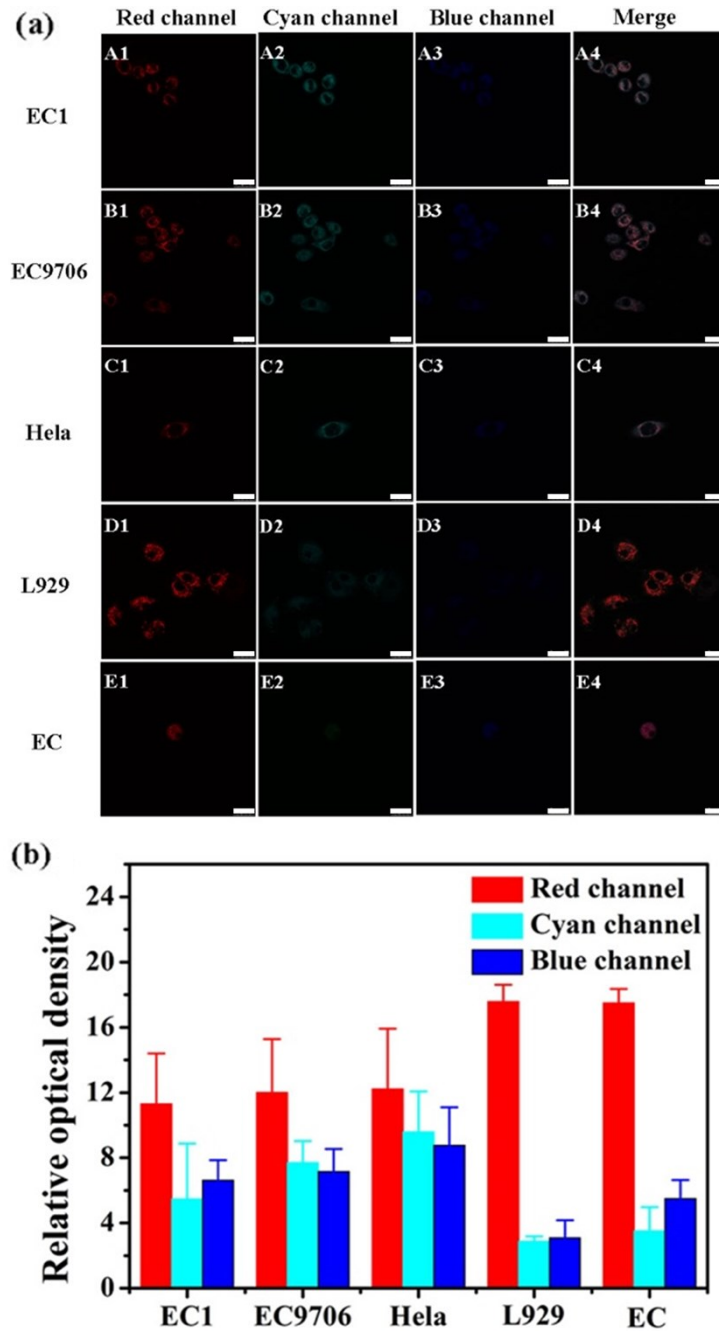 (a)
Red channel Cyan channel Blue channel Merge
A1 A2 A3 A4
EC1
B1 B2 B3 B4
EC9706
C1 C2 C3 C4
Hela
D1 D2 D3 D4
L929
E1 E2 E3 E4
EC
(b)
24
20
16
12
8
4
0
Relative optical density
Red channel
Cyan channel
Blue channel
EC1 EC9706 Hela L929 EC